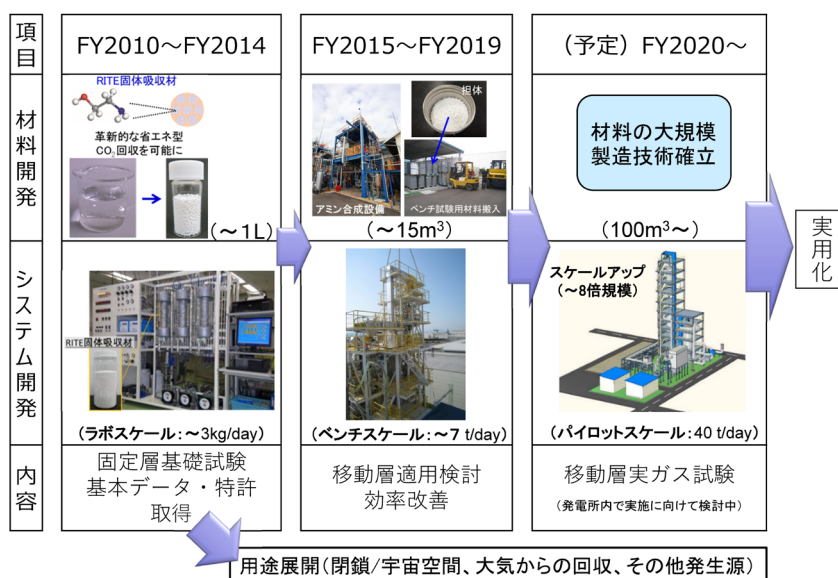 項目
FY2010～FY2014
FY2015～FY2019
（予定）FY2020～
材料開発
RITE固体吸収材
革新的な省エネ型
CO₂回収を可能に
（～1L）
担体
アミン合成設備
ベンチ試験用材料搬入
（～15m³）
材料の大規模
製造技術確立
（100m³～）
実用化
システム開発
RITE固体吸収材
（ラボスケール：～3kg/day）
（ベンチスケール：～7 t/day）
スケールアップ
（～8倍規模）
（パイロットスケール：40 t/day）
内容
固定層基礎試験
基本データ・特許
取得
移動層適用検討
効率改善
移動層実ガス試験
（発電所内で実施に向けて検討中）
用途展開（閉鎖/宇宙空間、大気からの回収、その他発生源）